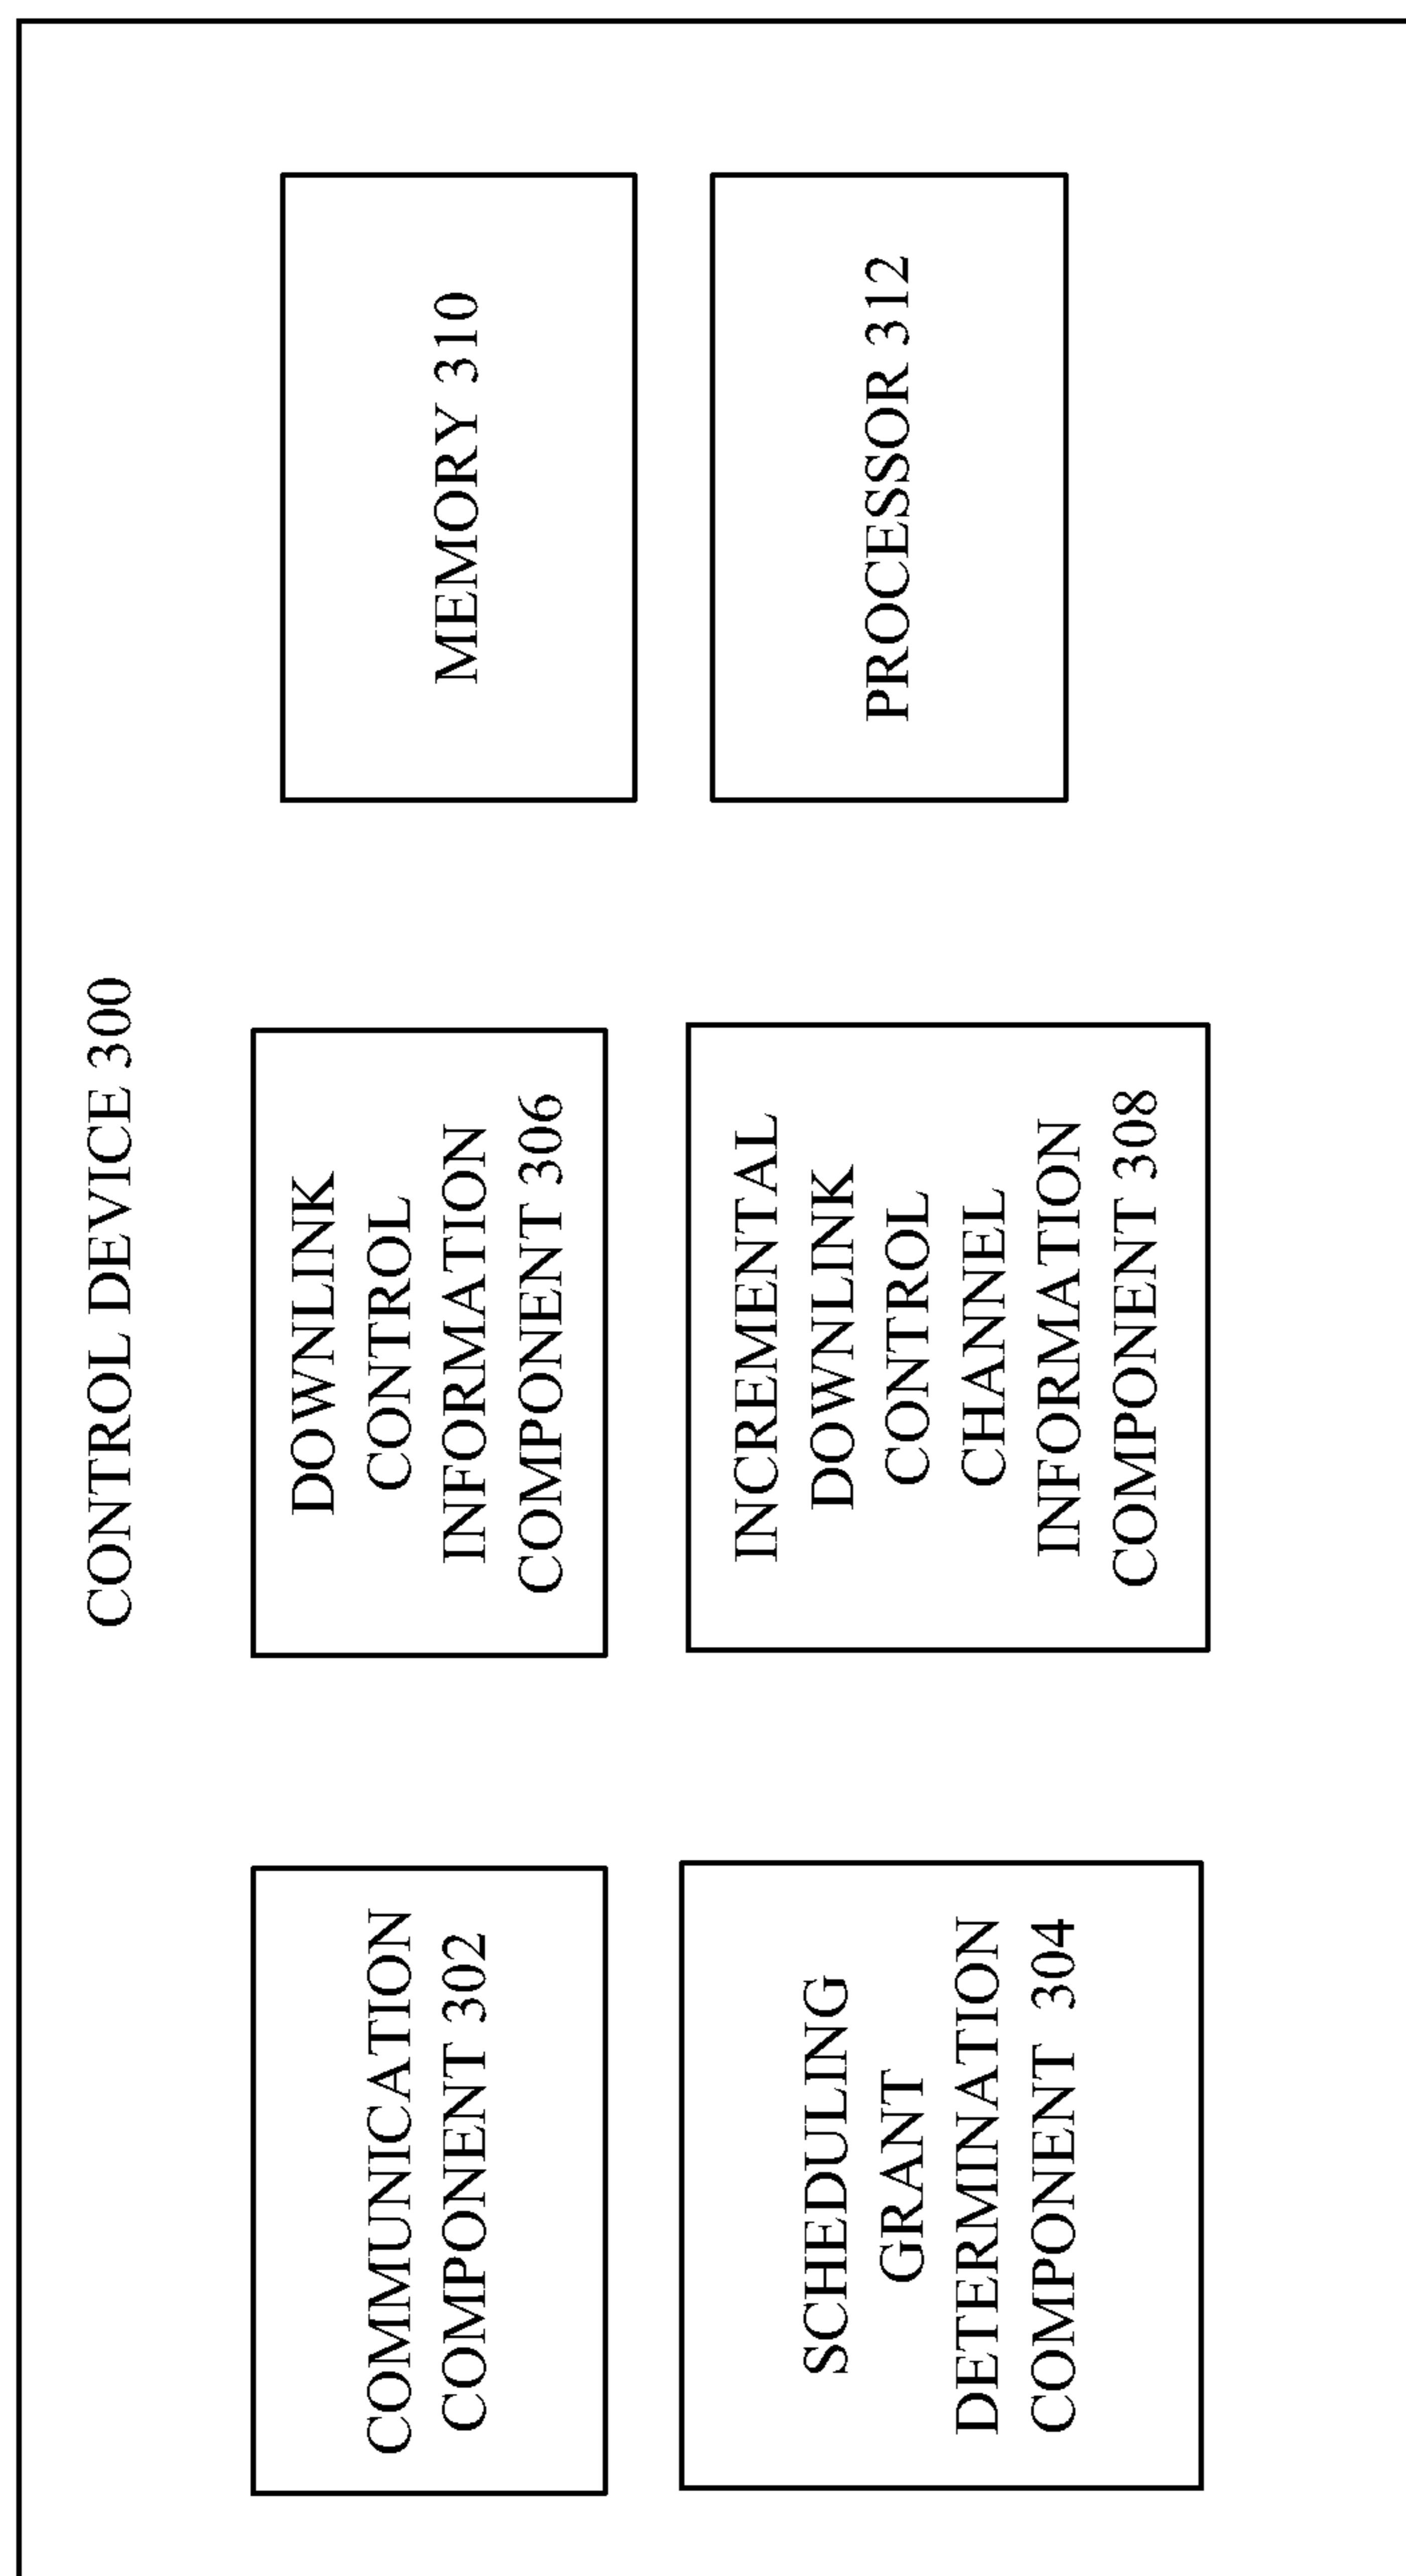 CONTROL DEVICE 300
COMMUNICATION
COMPONENT 302
DOWNLINK
CONTROL
INFORMATION
COMPONENT 306
MEMORY 310
SCHEDULING
GRANT
DETERMINATION
COMPONENT 304
INCREMENTAL
DOWNLINK
CONTROL
CHANNEL
INFORMATION
COMPONENT 308
PROCESSOR 312